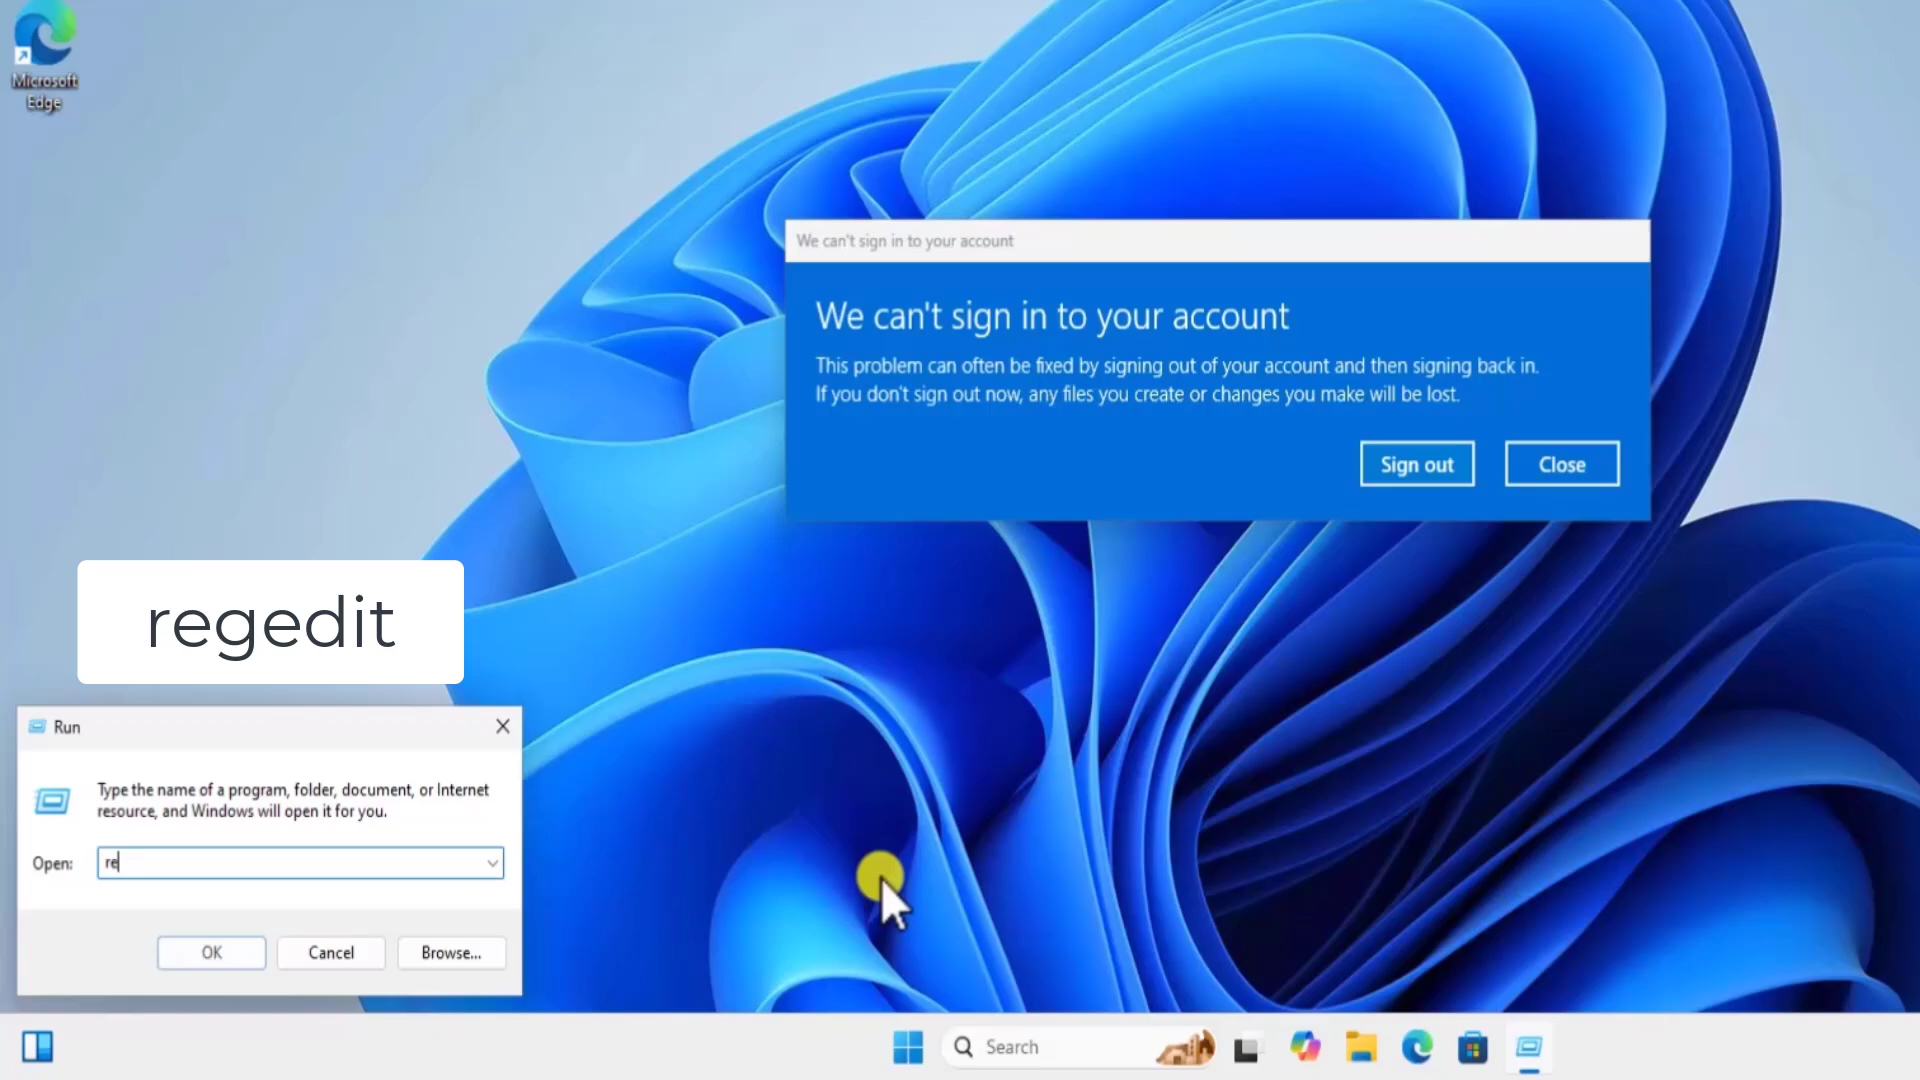 Microsoft
Edge
We can't sign in to your account
We can't sign in to your account
This problem can often be fixed by signing out of your account and then signing back in.
If you don't sign out now, any files you create or changes you make will be lost.
Sign out
Close
regedit
Run
Type the name of a program, folder, document, or Internet
resource, and Windows will open it for you.
Open:
re
OK
Cancel
Browse...
Search